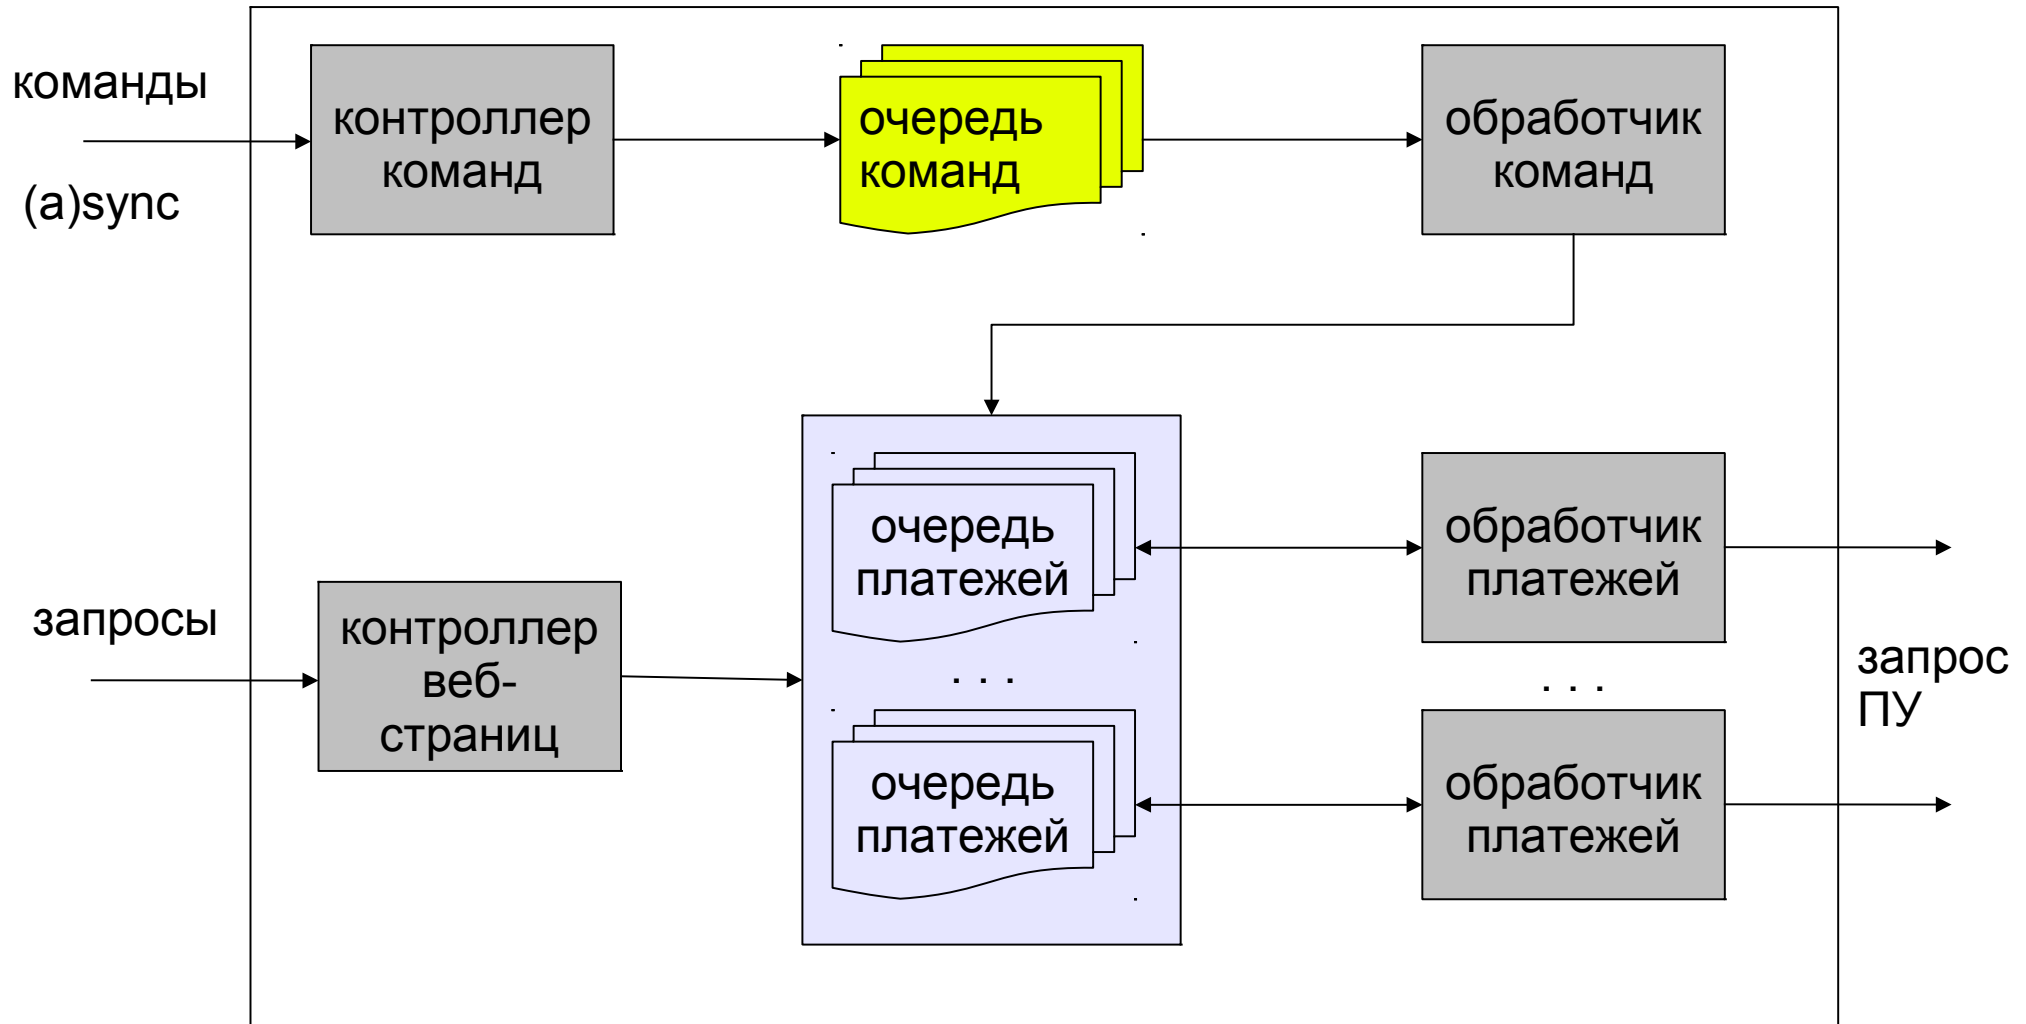 команды
(a)sync
контроллер
команд
очередь
команд
обработчик
команд
запросы
контроллер
веб-
страниц
очередь
платежей
. . .
очередь
платежей
обработчик
платежей
. . .
обработчик
платежей
запрос
ПУ